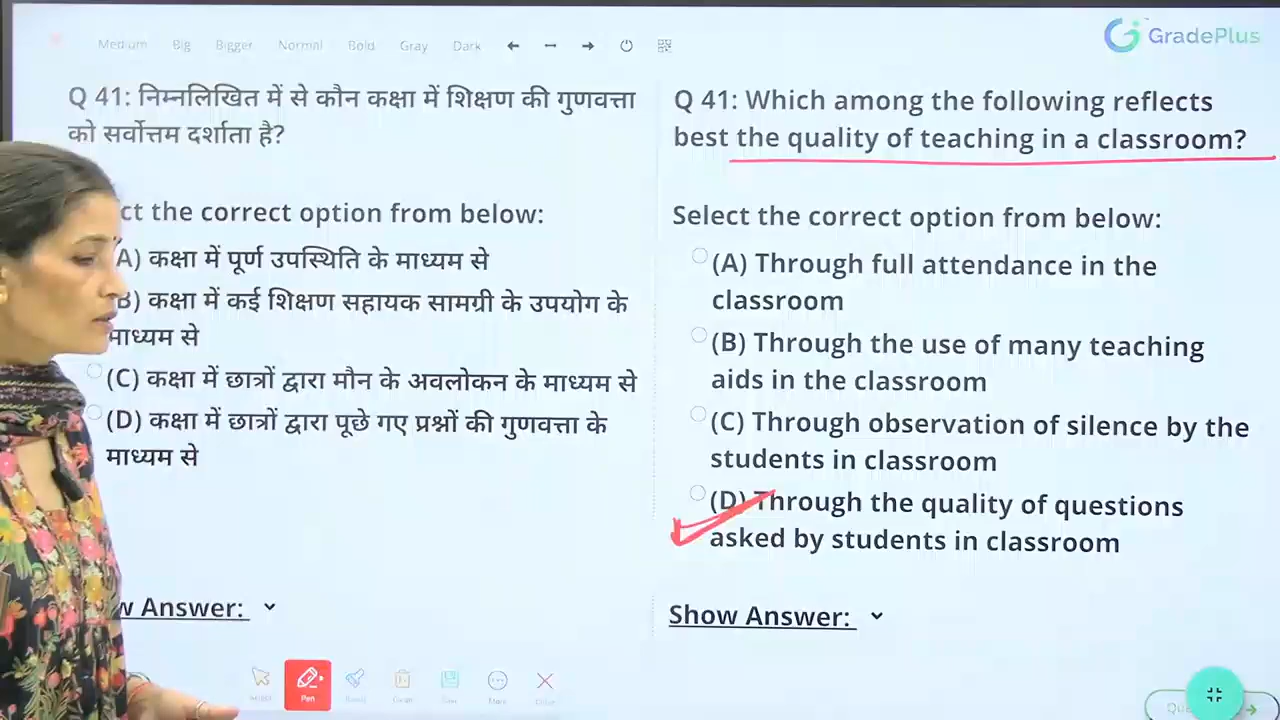 Medium Big Bigger Normal Bold Gray Dark
GradePlus
Q 41: निम्नलिखित में से कौन कक्षा में शिक्षण की गुणवत्ता
को सर्वोत्तम दर्शाता है?
ct the correct option from below:
A) कक्षा में पूर्ण उपस्थिति के माध्यम से
B) कक्षा में कई शिक्षण सहायक सामग्री के उपयोग के
माध्यम से
(C) कक्षा में छात्रों द्वारा मौन के अवलोकन के माध्यम से
(D) कक्षा में छात्रों द्वारा पूछे गए प्रश्नों की गुणवत्ता के
माध्यम से
w Answer:
Q 41: Which among the following reflects
best the quality of teaching in a classroom?
Select the correct option from below:
(A) Through full attendance in the
classroom
(B) Through the use of many teaching
aids in the classroom
(C) Through observation of silence by the
students in classroom
(D) Through the quality of questions
asked by students in classroom
Show Answer:
Pen